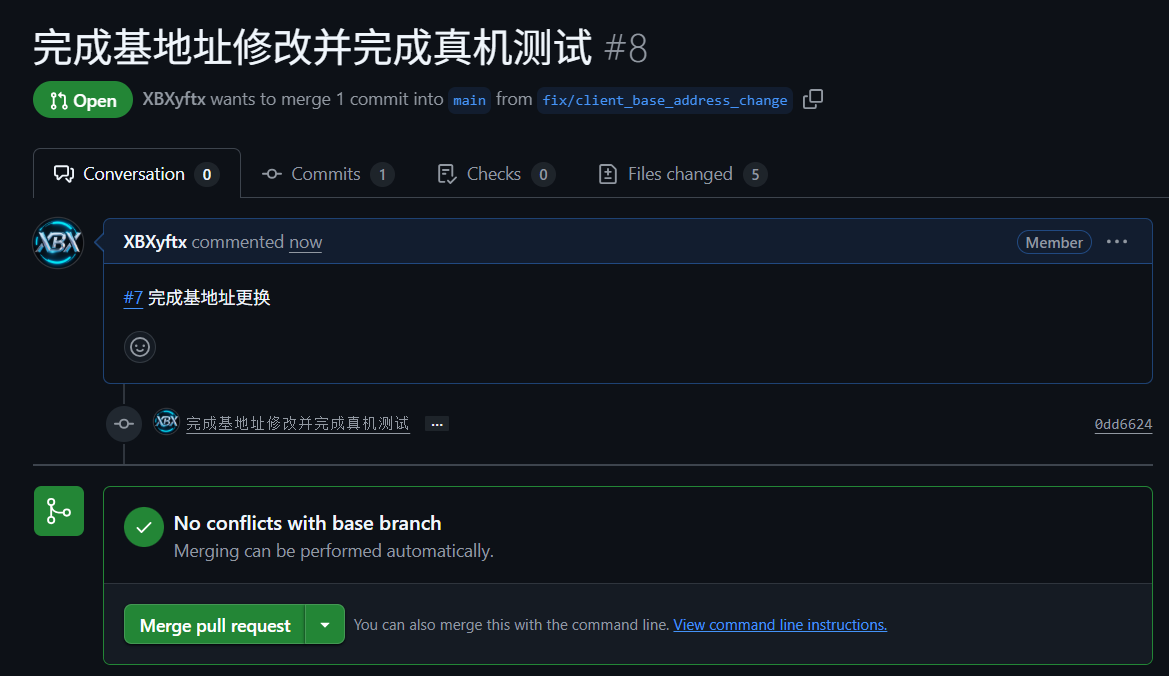 完成基地址修改并完成真机测试 #8
Open XBXyftx wants to merge 1 commit into main from fix/client_base_address_change
Conversation 0 Commits 1 Checks 0 Files changed 5
XBX XBXyftx commented now Member ...
#7 完成基地址更换
XBX 完成基地址修改并完成真机测试 ... 0dd6624
No conflicts with base branch
Merging can be performed automatically.
Merge pull request You can also merge this with the command line. View command line instructions.